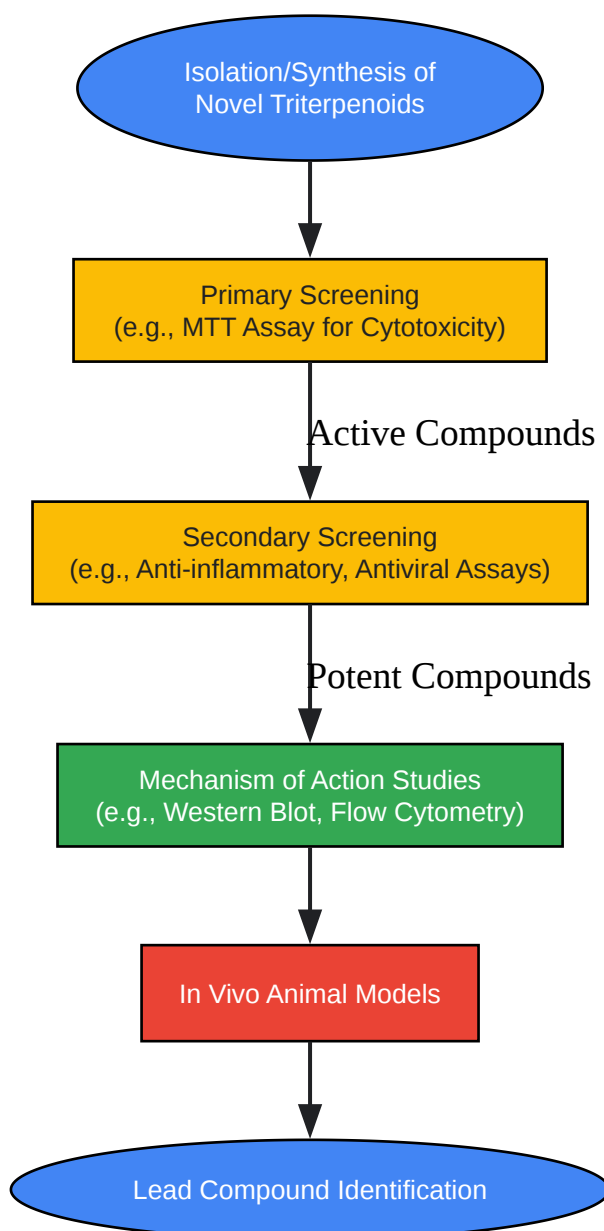 Isolation/Synthesis of
Novel Triterpenoids
Primary Screening
(e.g., MTT Assay for Cytotoxicity)
Active Compounds
Secondary Screening
(e.g., Anti-inflammatory, Antiviral Assays)
Potent Compounds
Mechanism of Action Studies
(e.g., Western Blot, Flow Cytometry)
In Vivo Animal Models
Lead Compound Identification